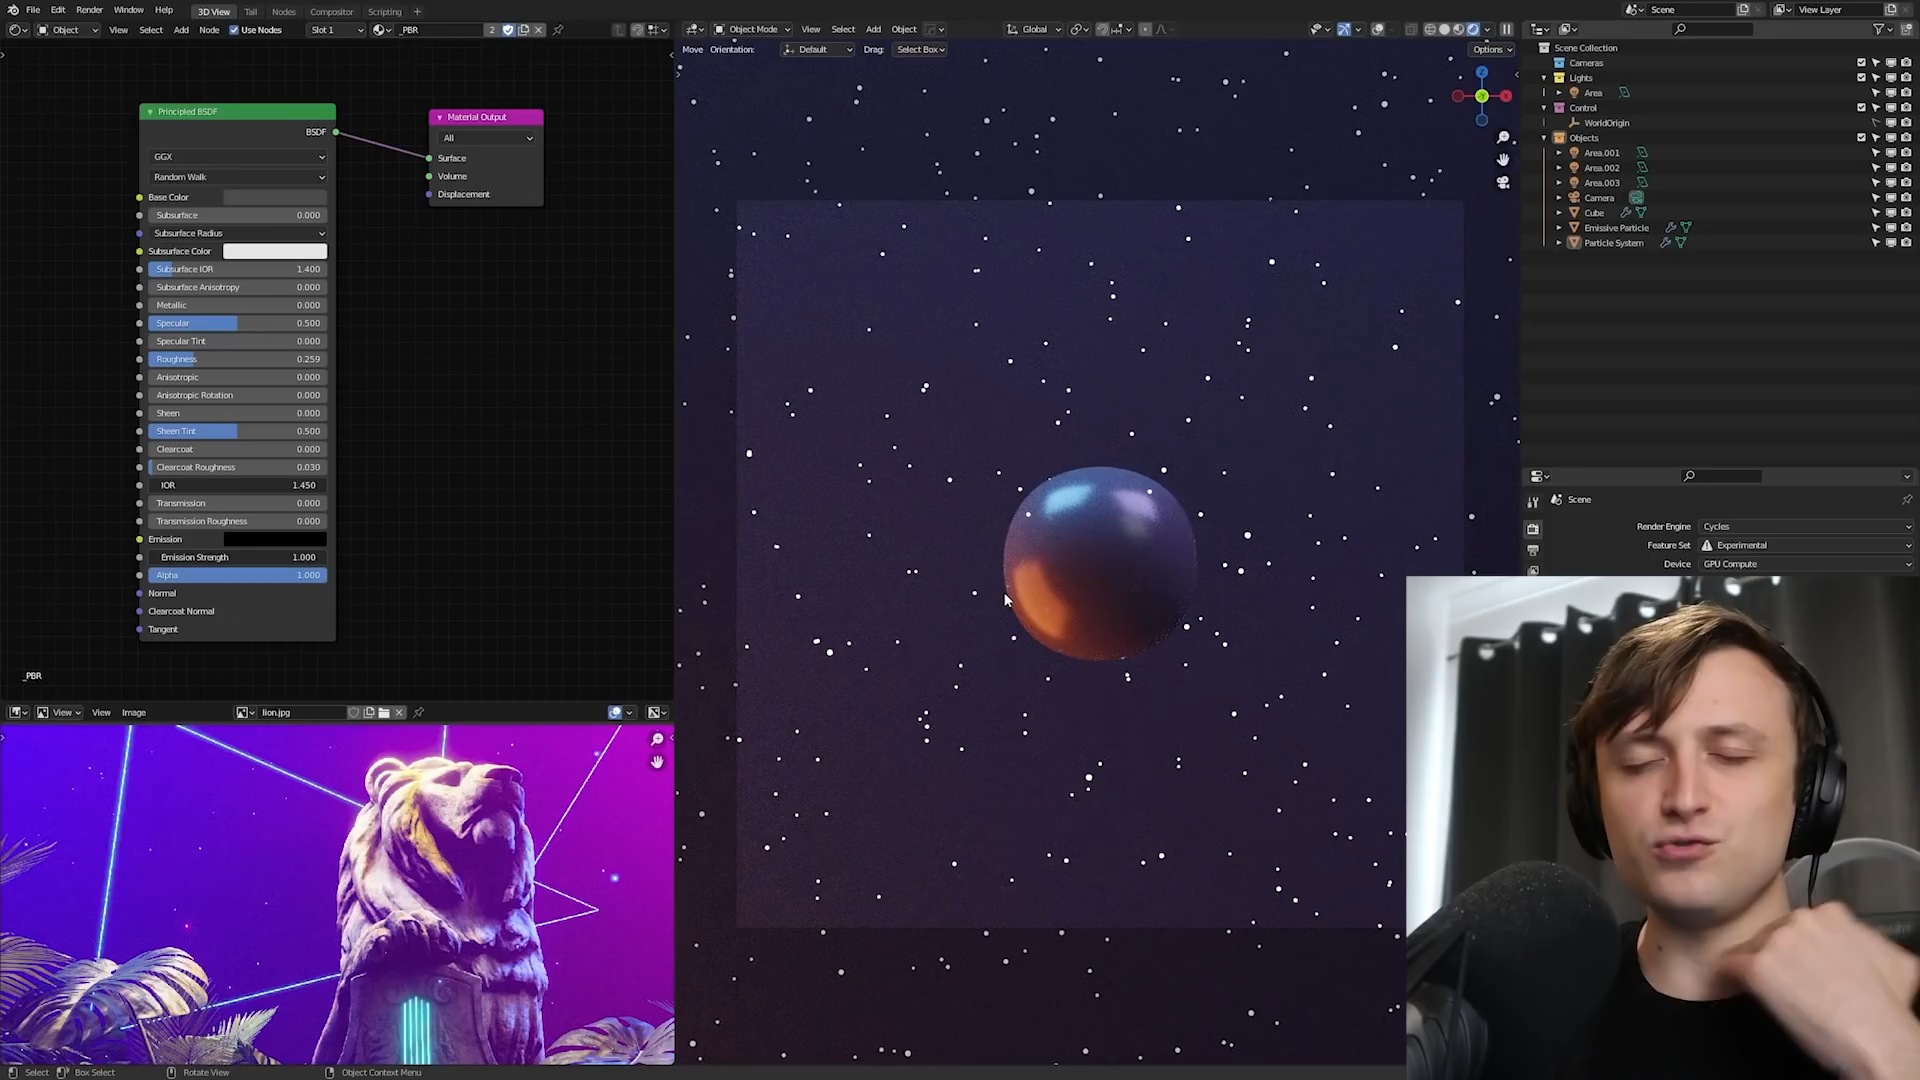 File Edit Render Window Help 3D View Tall Nodes Compositor Scripting + Scene View Layer
Object View Select Add Node Use Nodes Slot 1 _PBR 2
Object Mode View Select Add Object Global
Move Orientation: Default Drag: Select Box Options
Principled BSDF
BSDF
GGX
Random Walk
Base Color
Subsurface 0.000
Subsurface Radius
Subsurface Color
Subsurface IOR 1.400
Subsurface Anisotropy 0.000
Metallic 0.000
Specular 0.500
Specular Tint 0.000
Roughness 0.259
Anisotropic 0.000
Anisotropic Rotation 0.000
Sheen 0.000
Sheen Tint 0.500
Clearcoat 0.000
Clearcoat Roughness 0.030
IOR 1.450
Transmission 0.000
Transmission Roughness 0.000
Emission
Emission Strength 1.000
Alpha 1.000
Normal
Clearcoat Normal
Tangent
Material Output
All
Surface
Volume
Displacement
_PBR
Z
X
-Y
Scene Collection
Cameras
Lights
Area
Control
WorldOrigin
Objects
Area.001
Area.002
Area.003
Camera
Cube
Emissive Particle
Particle System
Scene
Render Engine Cycles
Feature Set Experimental
Device GPU Compute
View View Image lion.jpg
Select Box Select Rotate View Object Context Menu